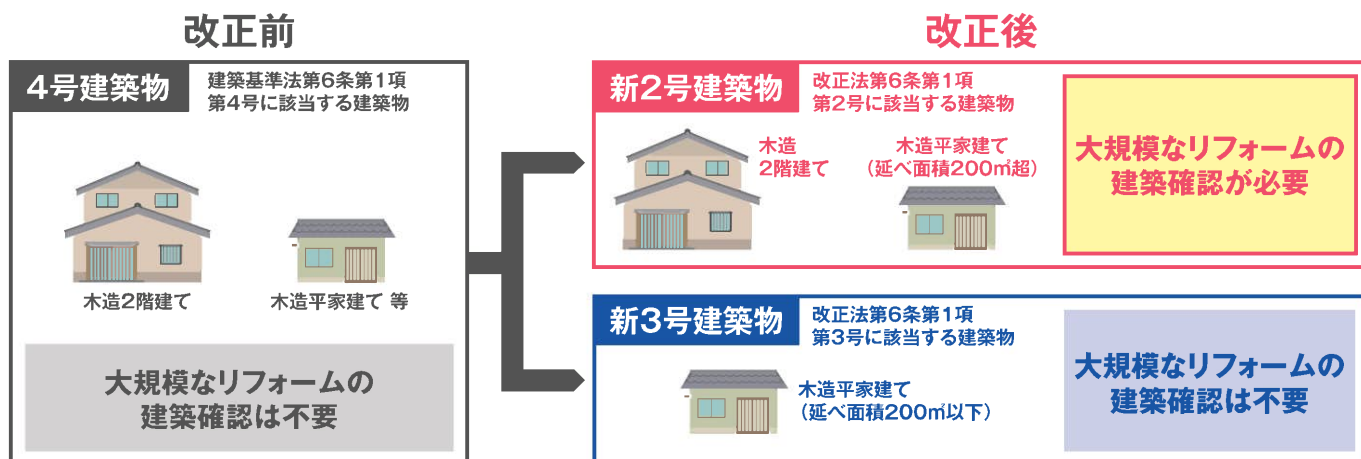 改正前
4号建築物
建築基準法第6条第1項
第4号に該当する建築物
木造2階建て
木造平家建て 等
大規模なリフォームの
建築確認は不要
改正後
新2号建築物
改正法第6条第1項
第2号に該当する建築物
木造
2階建て
木造平家建て
（延べ面積200㎡超）
大規模なリフォームの
建築確認が必要
新3号建築物
改正法第6条第1項
第3号に該当する建築物
木造平家建て
（延べ面積200㎡以下）
大規模なリフォームの
建築確認は不要